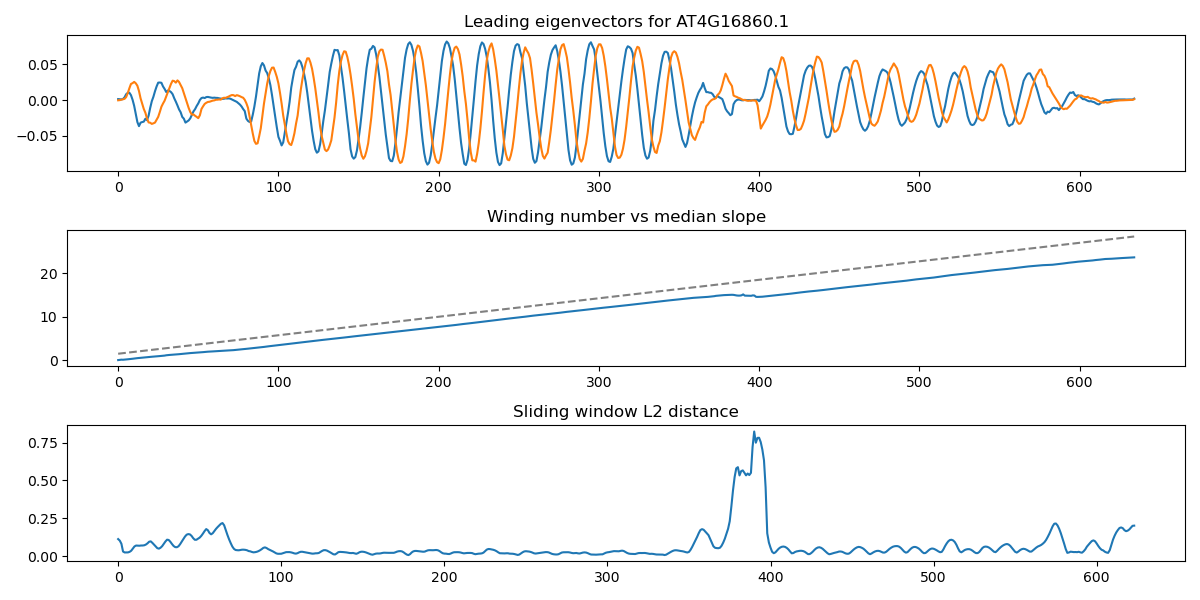 Leading eigenvectors for AT4G16860.1
0.05
0.00
−0.05
0 100 200 300 400 500 600
Winding number vs median slope
20
10
0
0 100 200 300 400 500 600
Sliding window L2 distance
0.75
0.50
0.25
0.00
0 100 200 300 400 500 600